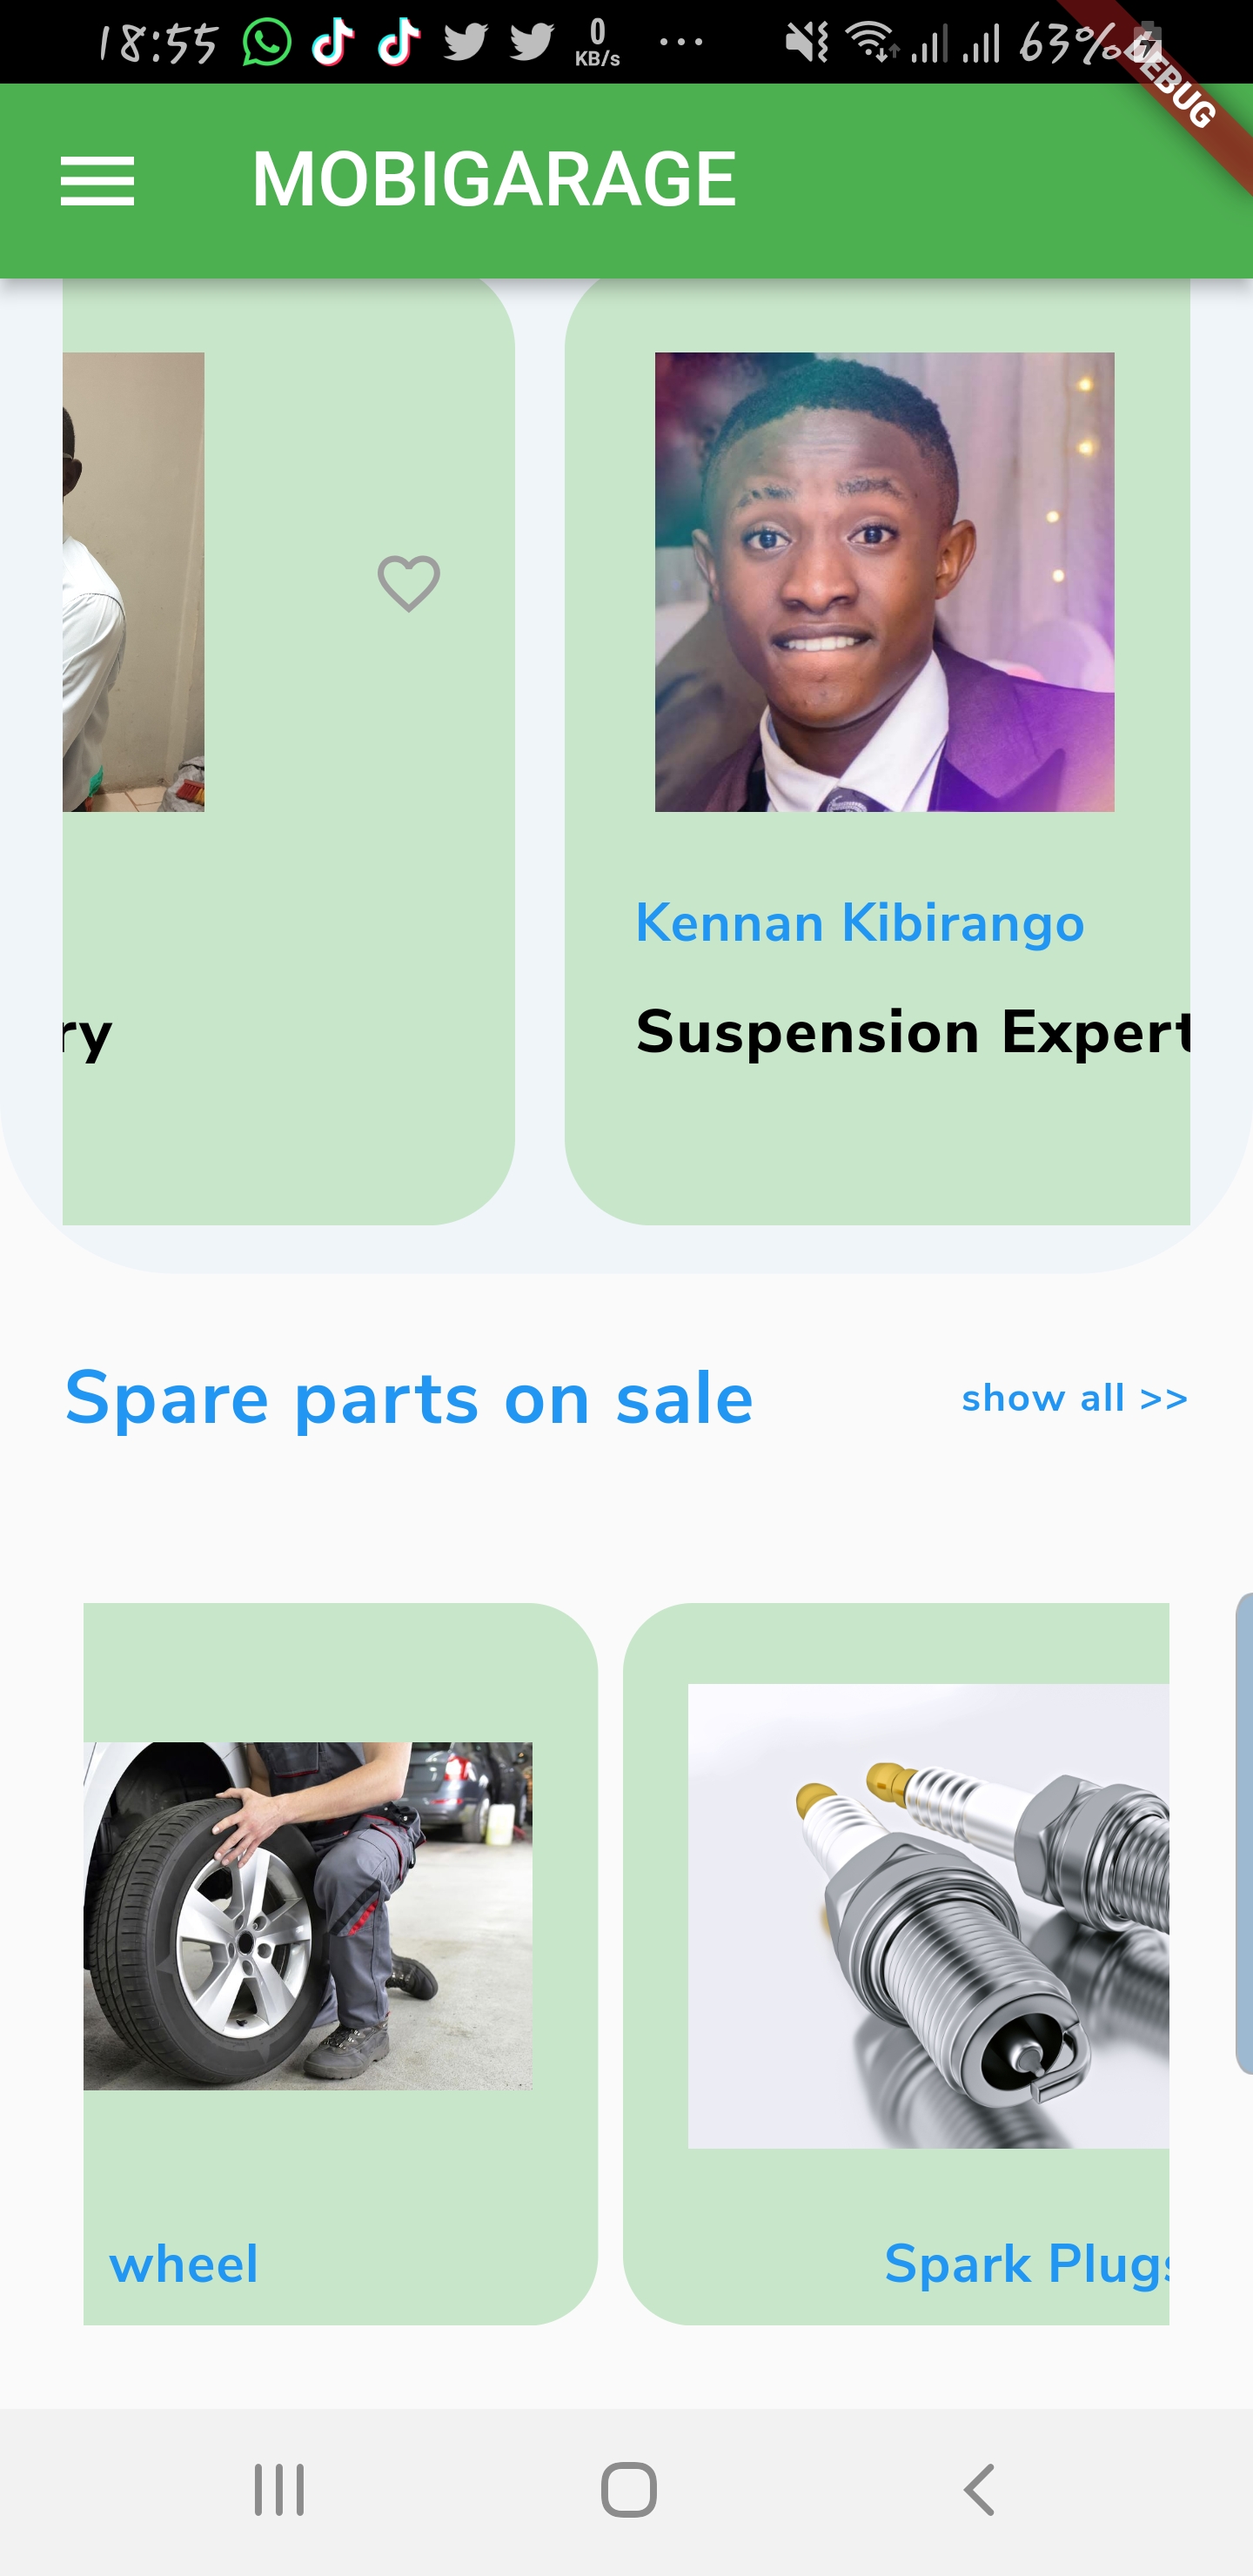 18:55
0
KB/s
63%
DEBUG
MOBIGARAGE
Kennan Kibirango
ry
Suspension Expert
Spare parts on sale
show all >>
wheel
Spark Plugs